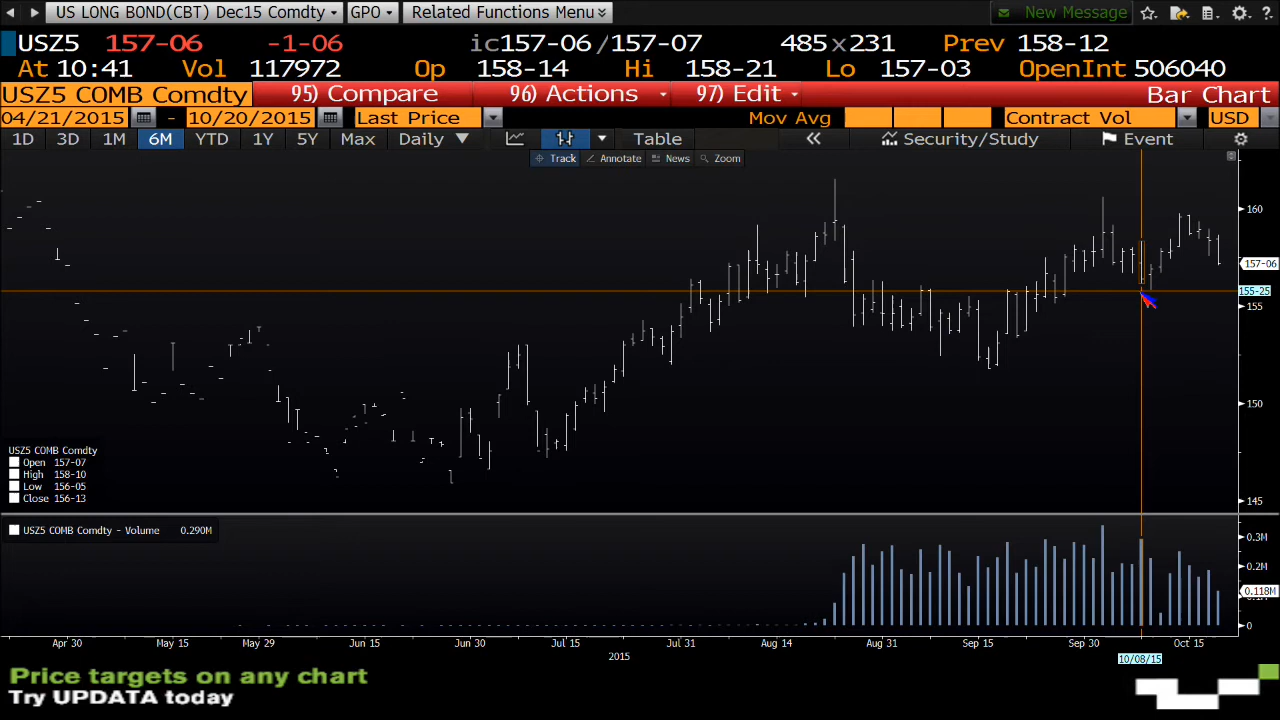 US LONG BOND(CBT) Dec15 Comdty GPO Related Functions Menu New Message
USZ5 157-06 -1-06 ic157-06 /157-07 485x231 Prev 158-12
At 10:41 Vol 117972 Op 158-14 Hi 158-21 Lo 157-03 OpenInt 506040
USZ5 COMB Comdty 95) Compare 96) Actions 97) Edit Bar Chart
04/21/2015 - 10/20/2015 Last Price Mov Avg Contract Vol USD
1D 3D 1M 6M YTD 1Y 5Y Max Daily Table Security/Study Event
Track Annotate News Zoom
160
157-06
155-25
155
150
145
USZ5 COMB Comdty
Open 157-07
High 158-10
Low 156-05
Close 156-13
USZ5 COMB Comdty - Volume 0.290M
0.3M
0.2M
0.118M
0
Apr 30 May 15 May 29 Jun 15 Jun 30 Jul 15 Jul 31 Aug 14 Aug 31 Sep 15 Sep 30 Oct 15
2015
10/08/15
Price targets on any chart
Try UPDATA today